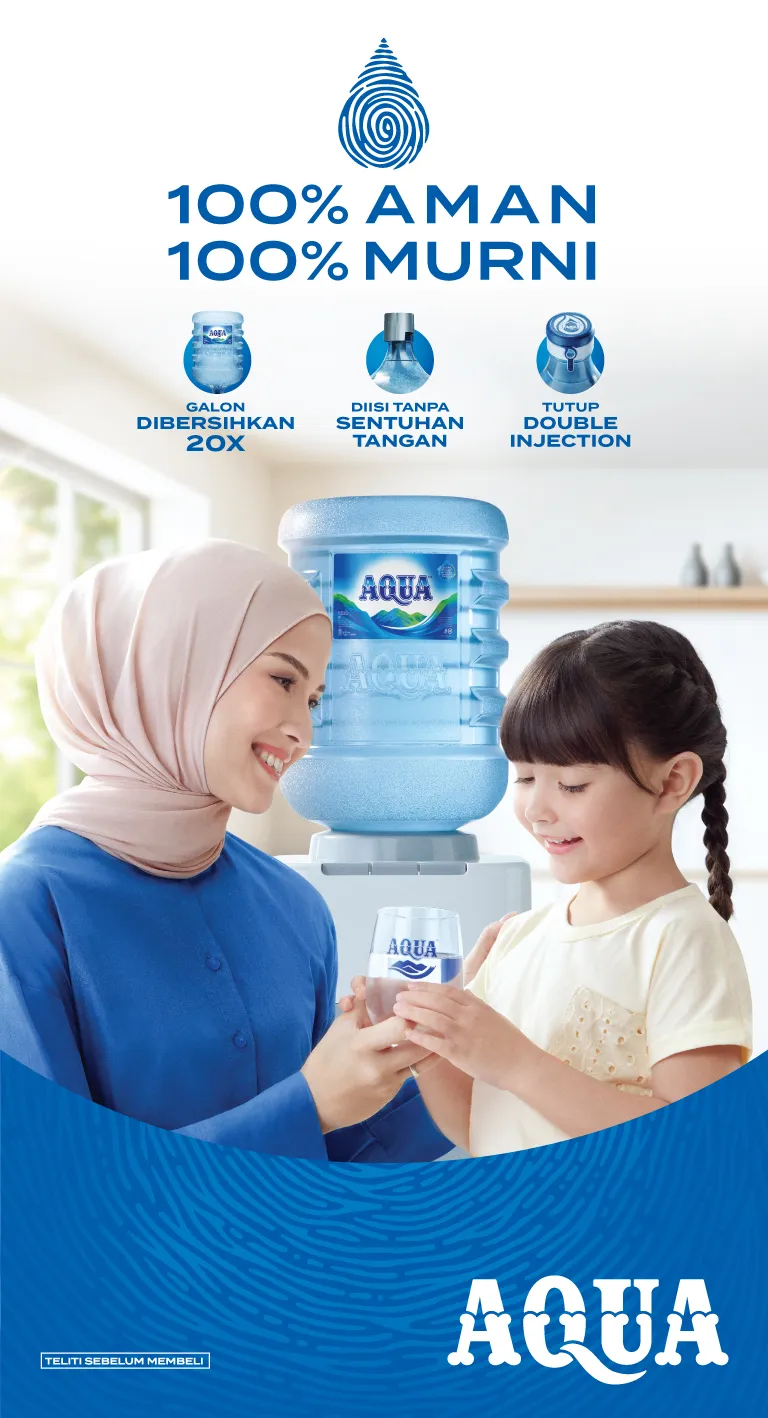 100% AMAN
100% MURNI
AQUA
GALON
DIBERSIHKAN
20X
DIISI TANPA
SENTUHAN
TANGAN
TUTUP
DOUBLE
INJECTION
AQUA
AQUA
AQUA
AQUA
TELITI SEBELUM MEMBELI